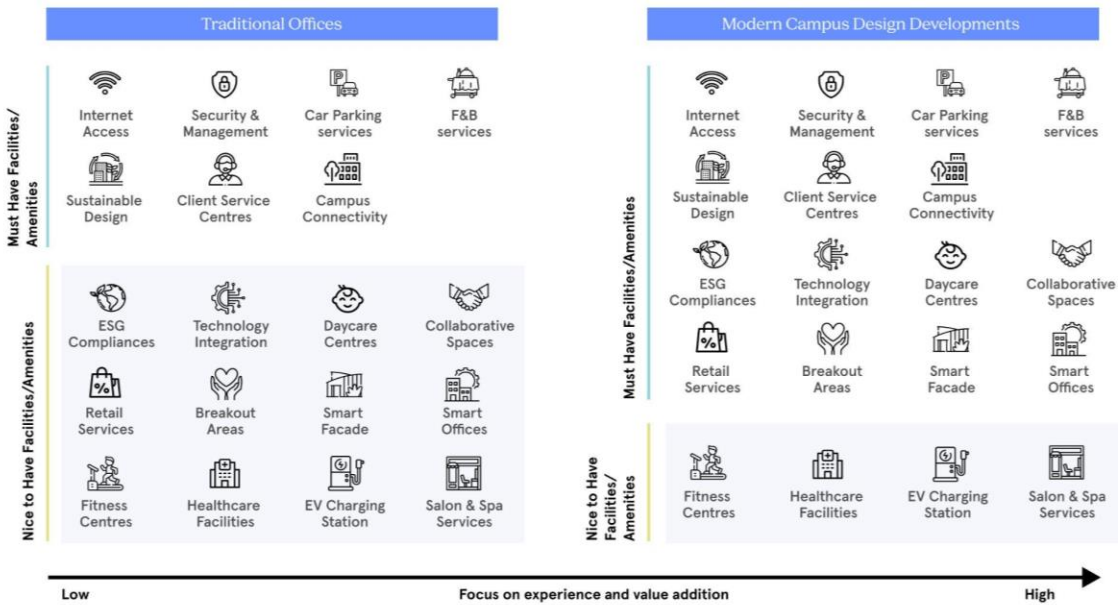 Traditional Offices
Must Have Facilities/
Amenities
Internet
Access
Security &
Management
Car Parking
services
F&B
services
Sustainable
Design
Client Service
Centres
Campus
Connectivity
Nice to Have Facilities/Amenities
ESG
Compliances
Technology
Integration
Daycare
Centres
Collaborative
Spaces
Retail
Services
Breakout
Areas
Smart
Facade
Smart
Offices
Fitness
Centres
Healthcare
Facilities
EV Charging
Station
Salon & Spa
Services
Modern Campus Design Developments
Must Have Facilities/Amenities
Internet
Access
Security &
Management
Car Parking
services
F&B
services
Sustainable
Design
Client Service
Centres
Campus
Connectivity
ESG
Compliances
Technology
Integration
Daycare
Centres
Collaborative
Spaces
Retail
Services
Breakout
Areas
Smart
Facade
Smart
Offices
Nice to Have
Facilities/
Amenities
Fitness
Centres
Healthcare
Facilities
EV Charging
Station
Salon & Spa
Services
Low
Focus on experience and value addition
High